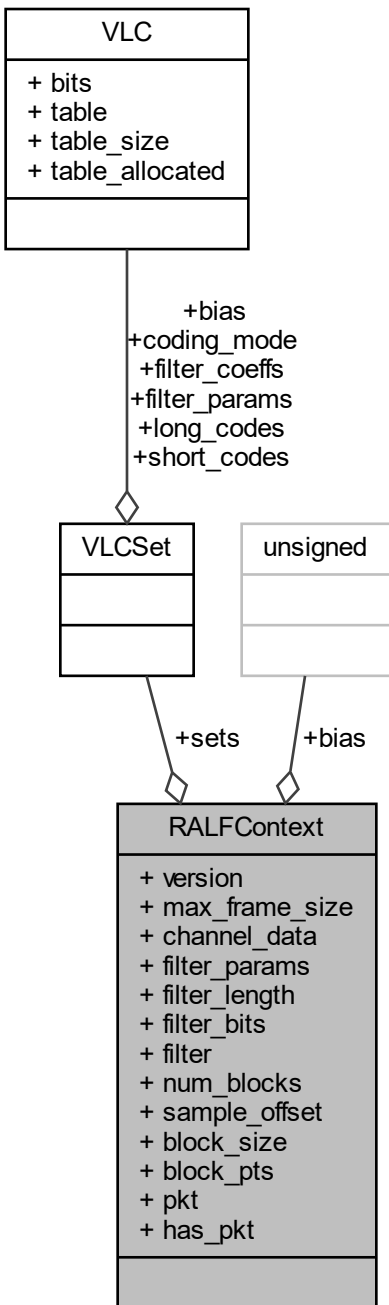 VLC
+ bits
+ table
+ table_size
+ table_allocated
+bias
+coding_mode
+filter_coeffs
+filter_params
+long_codes
+short_codes
VLCSet
unsigned
+sets
+bias
RALFContext
+ version
+ max_frame_size
+ channel_data
+ filter_params
+ filter_length
+ filter_bits
+ filter
+ num_blocks
+ sample_offset
+ block_size
+ block_pts
+ pkt
+ has_pkt